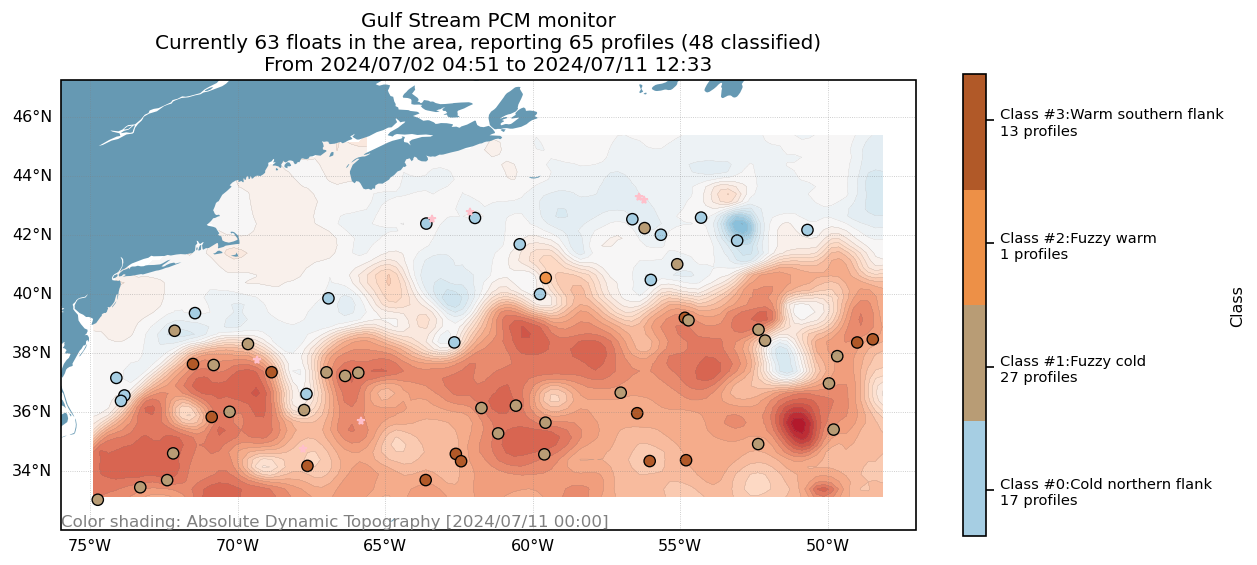 Gulf Stream PCM monitor
Currently 63 floats in the area, reporting 65 profiles (48 classified)
From 2024/07/02 04:51 to 2024/07/11 12:33
46°N
44°N
42°N
40°N
38°N
36°N
34°N
Color shading: Absolute Dynamic Topography [2024/07/11 00:00]
75°W
70°W
65°W
60°W
55°W
50°W
Class #3:Warm southern flank
13 profiles
Class #2:Fuzzy warm
1 profiles
Class #1:Fuzzy cold
27 profiles
Class #0:Cold northern flank
17 profiles
Class